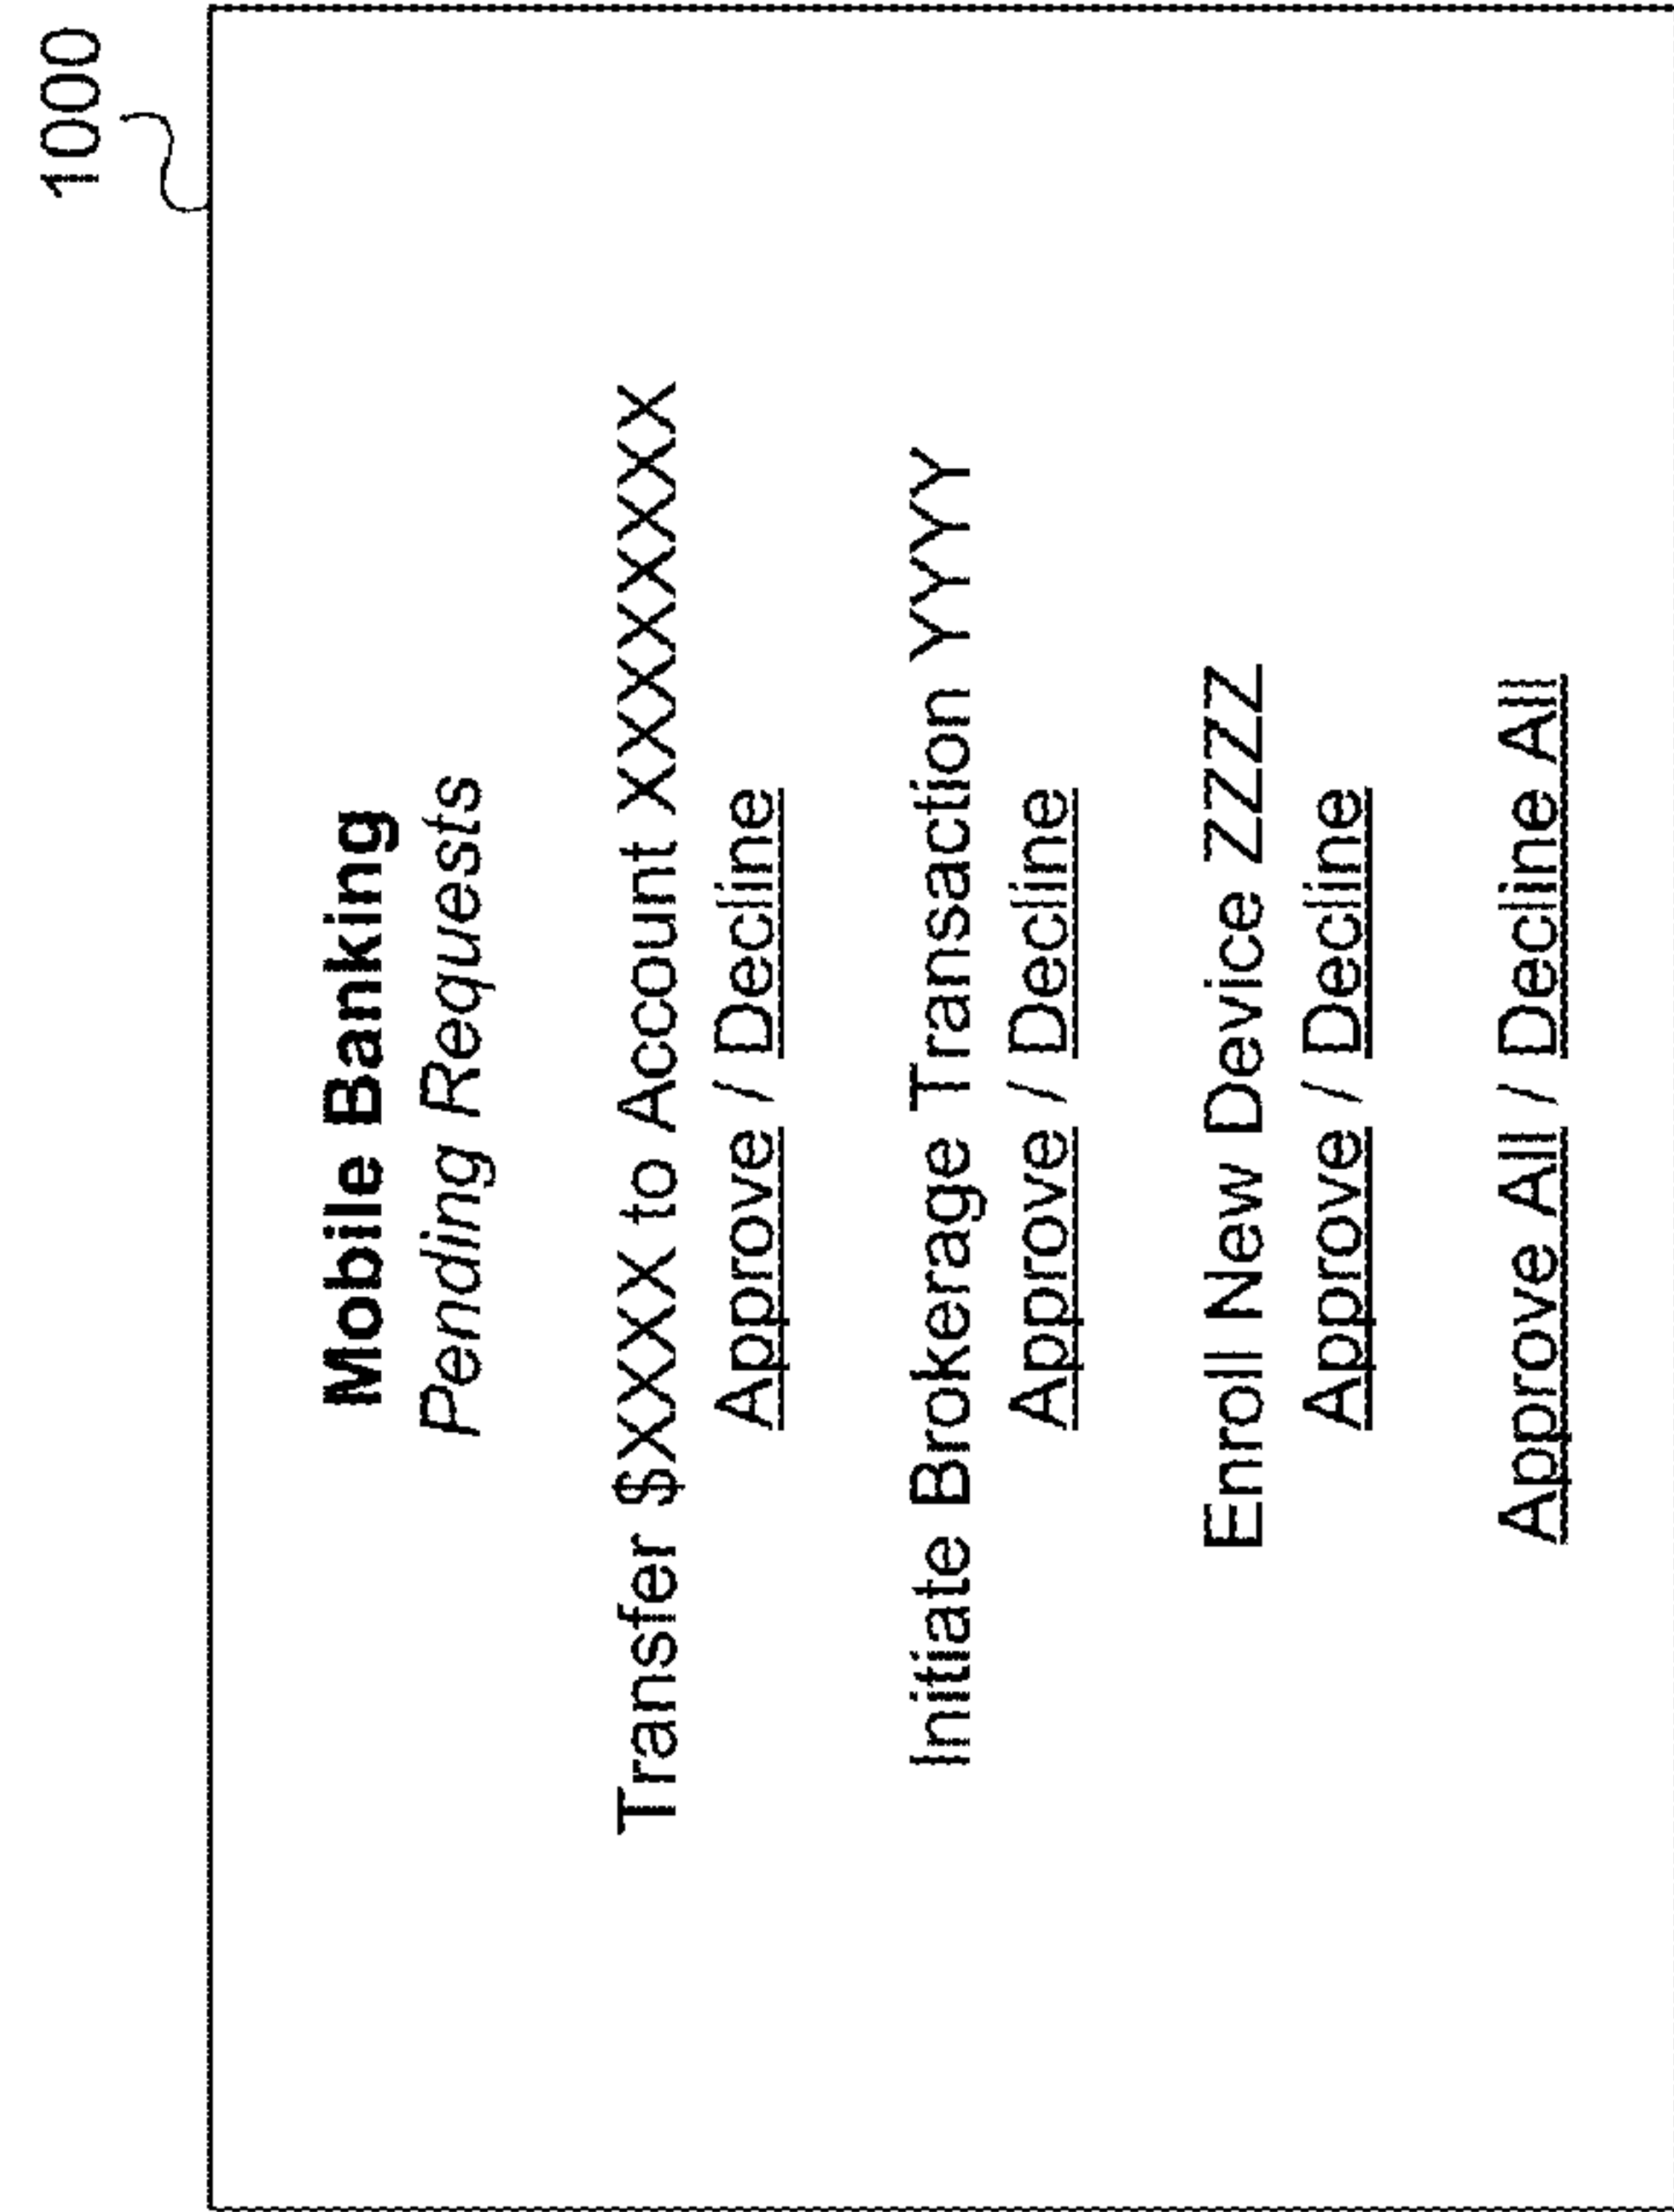 1000
Mobile Banking
Pending Requests
Transfer $XXXX to Account XXXXXXXX
Approve / Decline
Initiate Brokerage Transaction YYYY
Approve / Decline
Enroll New Device ZZZZ
Approve / Decline
Approve All / Decline All